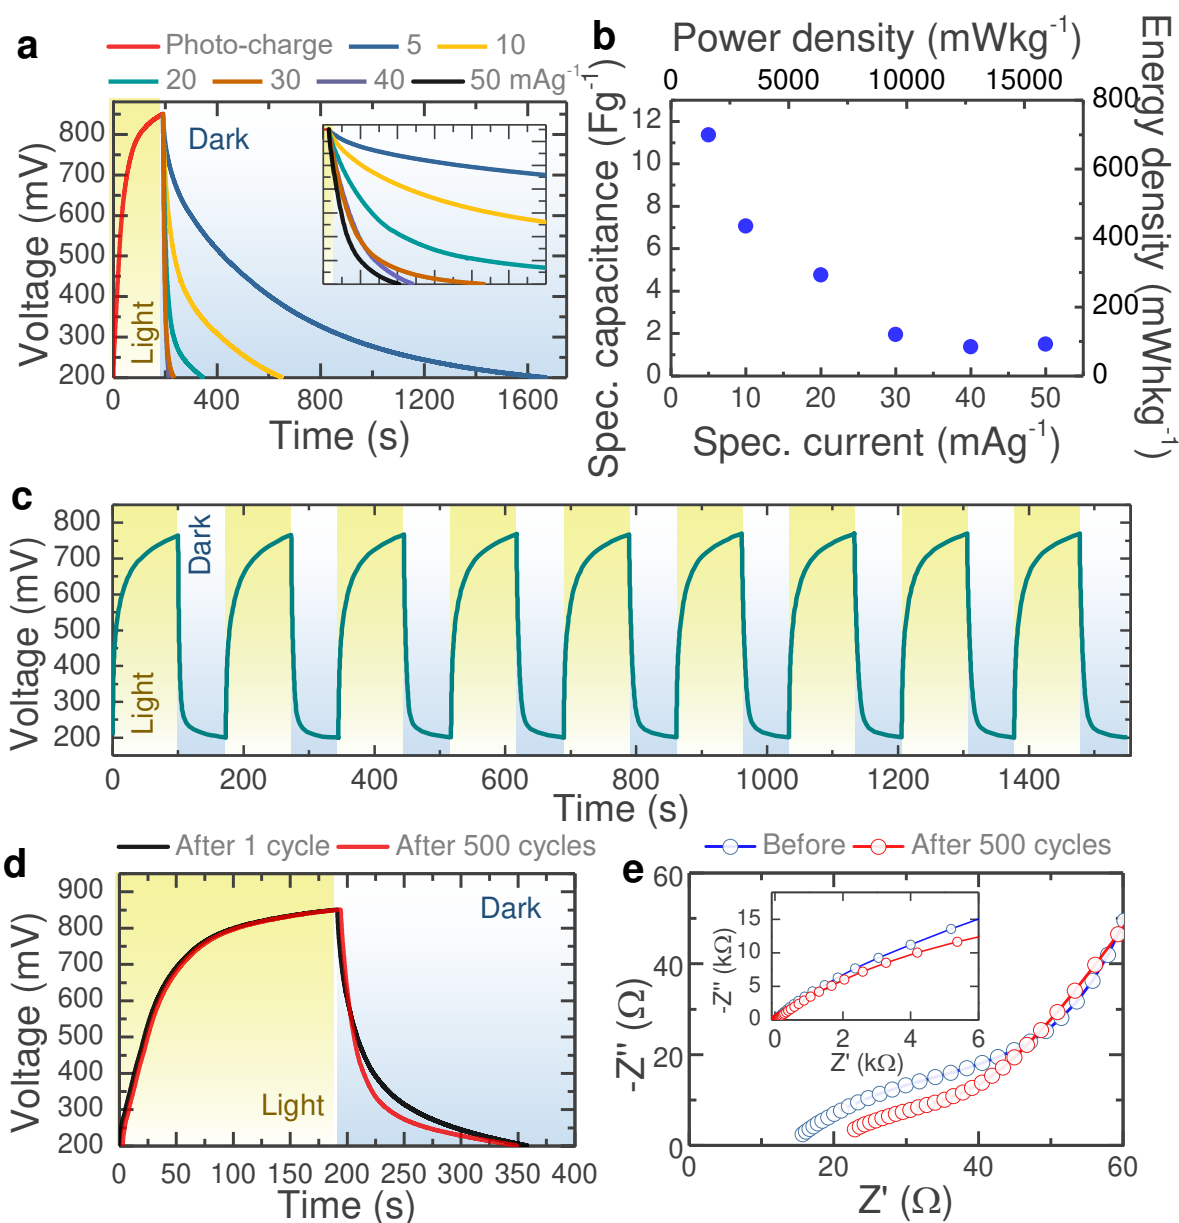 a
Photo-charge 5 10
20 30 40 50 mAg-1
Voltage (mV)
800
700
600
500
400
300
200
Dark
Light
0 400 800 1200 1600
Time (s)
b
Power density (mWkg-1)
0 5000 10000 15000
Spec. capacitance (Fg-1)
12
10
8
6
4
2
0
Energy density (mWhkg-1)
800
600
400
200
0
0 10 20 30 40 50
Spec. current (mAg-1)
c
Voltage (mV)
800
700
600
500
400
300
200
Dark
Light
0 200 400 600 800 1000 1200 1400
Time (s)
d
After 1 cycle After 500 cycles
Voltage (mV)
900
800
700
600
500
400
300
200
Dark
Light
0 50 100 150 200 250 300 350 400
Time (s)
e
Before After 500 cycles
-Z" (Ω)
60
40
20
0
-Z" (kΩ)
15
10
5
0
0 2 4 6
Z' (kΩ)
0 20 40 60
Z' (Ω)